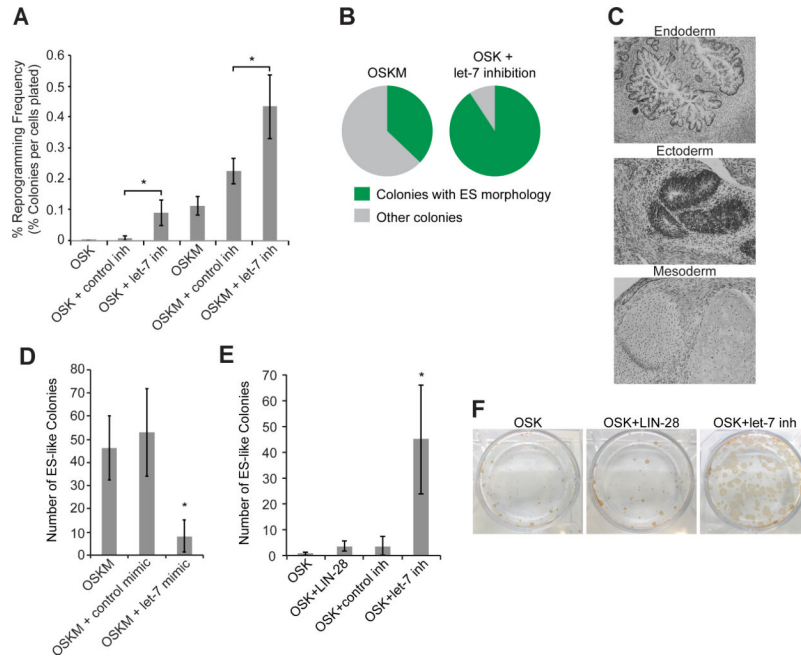 A
% Reprogramming Frequency
(% Colonies per cells plated)
0.6
0.5
0.4
0.3
0.2
0.1
0
*
*
OSK
OSK + control inh
OSK + let-7 inh
OSKM
OSKM + control inh
OSKM + let-7 inh
B
OSKM
OSK +
let-7 inhibition
Colonies with ES morphology
Other colonies
C
Endoderm
Ectoderm
Mesoderm
D
Number of ES-like Colonies
80
70
60
50
40
30
20
10
0
*
OSKM
OSKM + control mimic
OSKM + let-7 mimic
E
Number of ES-like Colonies
70
60
50
40
30
20
10
0
*
OSK
OSK+LIN-28
OSK+control inh
OSK+let-7 inh
F
OSK
OSK+LIN-28
OSK+let-7 inh